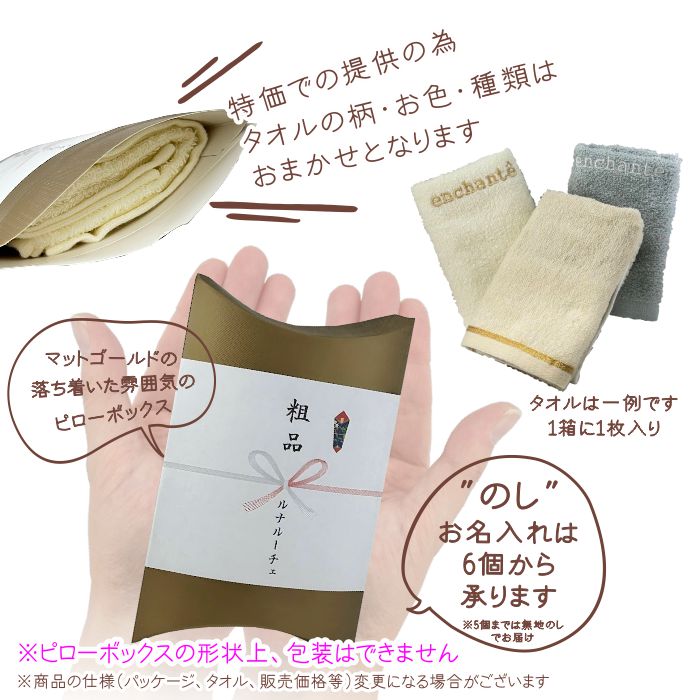 特価での提供の為
タオルの柄・お色・種類は
おまかせとなります
enchanté
enchanté
タオルは一例です
1箱に1枚入り
マットゴールドの
落ち着いた雰囲気の
ピローボックス
粗品
ルナルーチェ
"のし"
お名入れは
6個から
承ります
※5個までは無地のし
でお届け
※ピローボックスの形状上、包装はできません
※商品の仕様(パッケージ、タオル、販売価格等)変更になる場合がございます